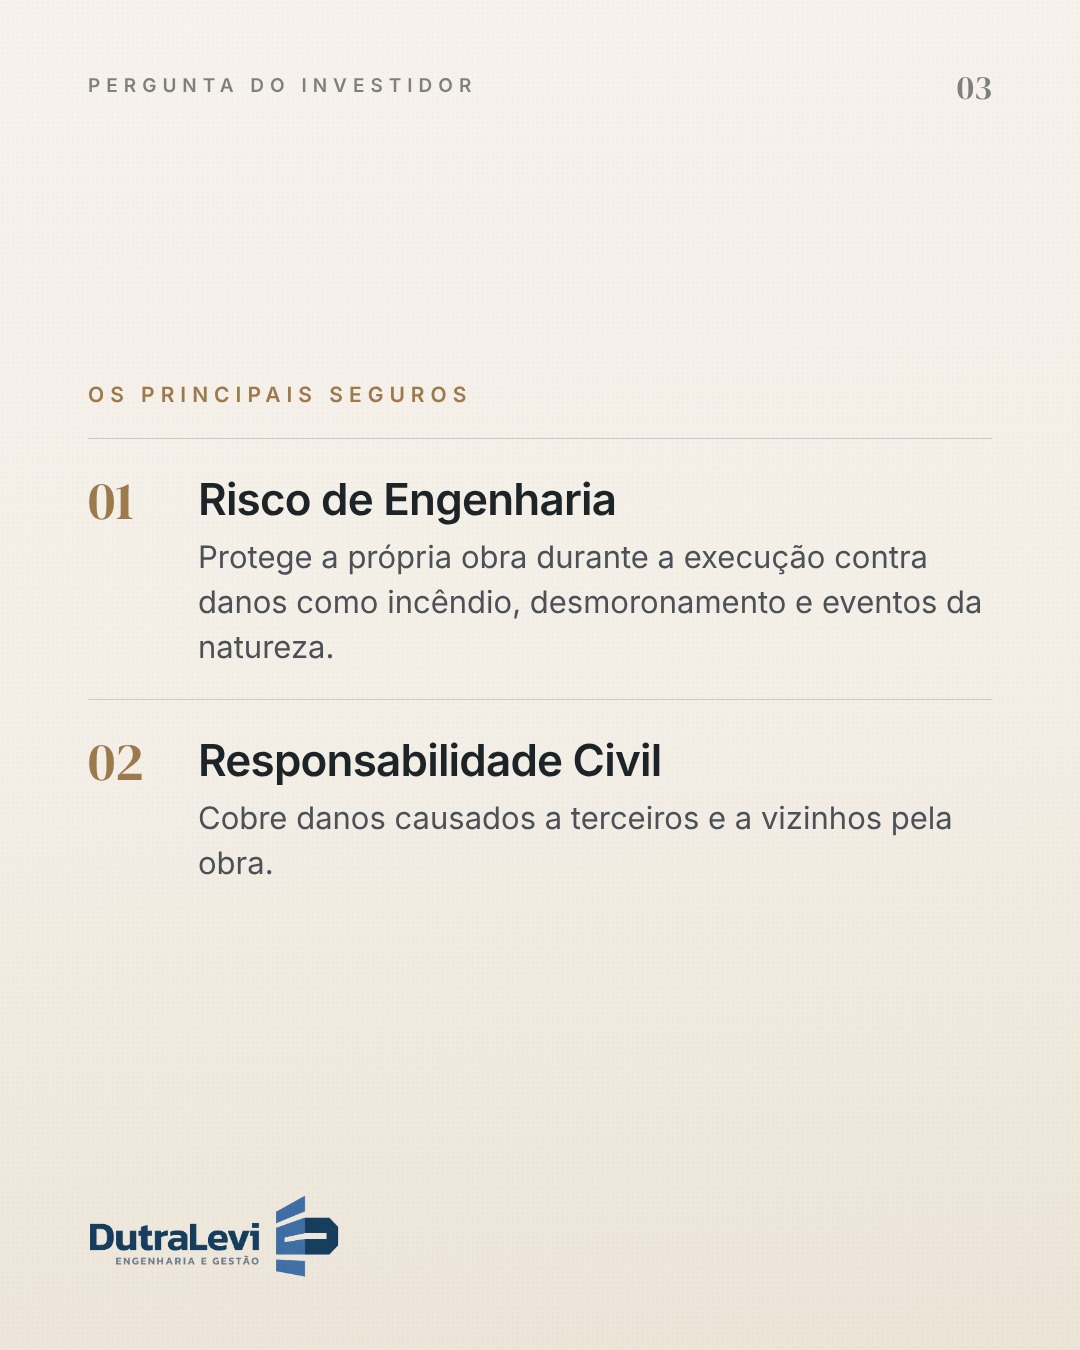 PERGUNTA DO INVESTIDOR
03
OS PRINCIPAIS SEGUROS
01
Risco de Engenharia
Protege a própria obra durante a execução contra
danos como incêndio, desmoronamento e eventos da
natureza.
02
Responsabilidade Civil
Cobre danos causados a terceiros e a vizinhos pela
obra.
DutraLevi
ENGENHARIA E GESTÃO